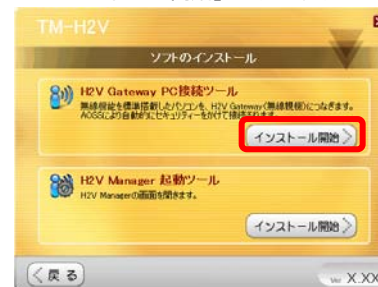 TM-H2V
E
ソフトのインストール
H2V Gateway PC接続ツール
無線機能を標準搭載したパソコンを、H2V Gateway(無線親機)につなぎます。
AOSSにより自動的にセキュリティーをかけて接続されます。
インストール開始
H2V Manager 起動ツール
H2V Managerの画面を開きます。
インストール開始
戻る
Ver X.XX